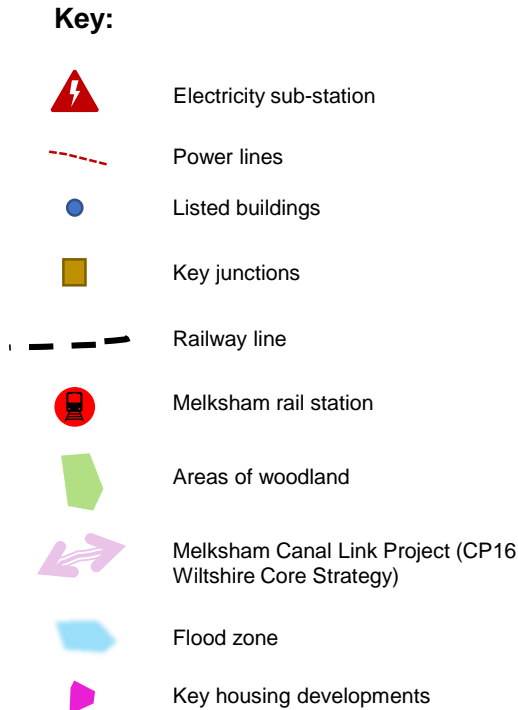 Key:
Electricity sub-station
Power lines
Listed buildings
Key junctions
Railway line
Melksham rail station
Areas of woodland
Melksham Canal Link Project (CP16
Wiltshire Core Strategy)
Flood zone
Key housing developments